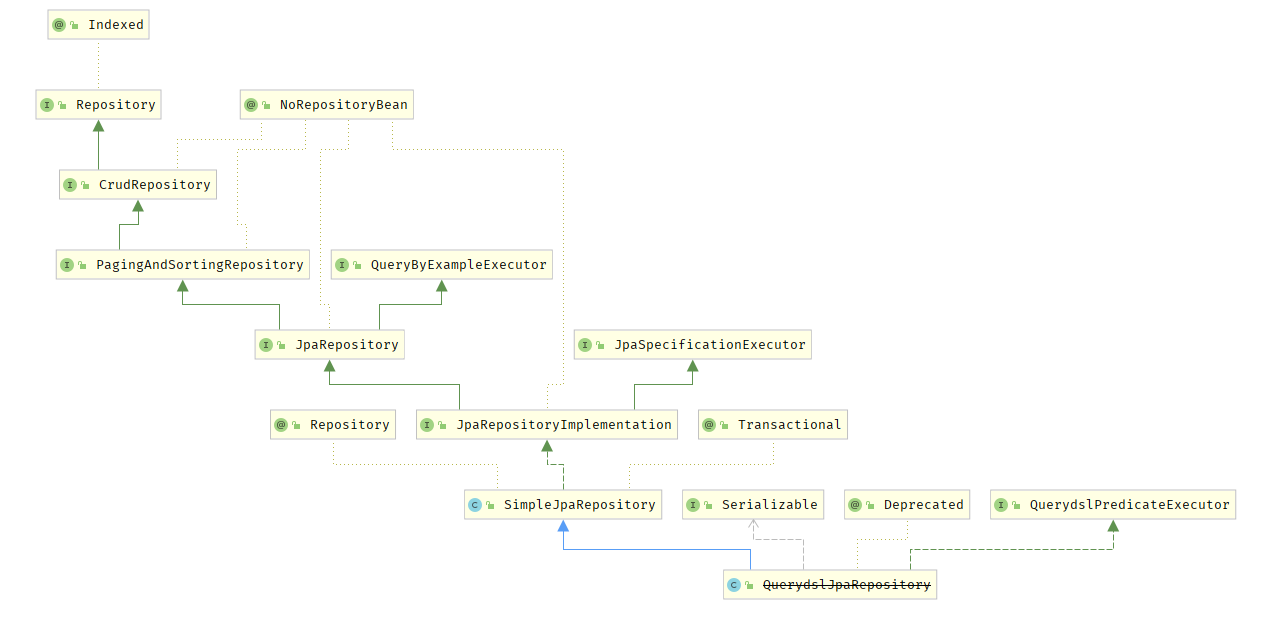 @ Indexed
I Repository
@ NoRepositoryBean
I CrudRepository
I PagingAndSortingRepository
I QueryByExampleExecutor
I JpaRepository
I JpaSpecificationExecutor
@ Repository
I JpaRepositoryImplementation
@ Transactional
C SimpleJpaRepository
I Serializable
@ Deprecated
I QuerydslPredicateExecutor
C QuerydslJpaRepository